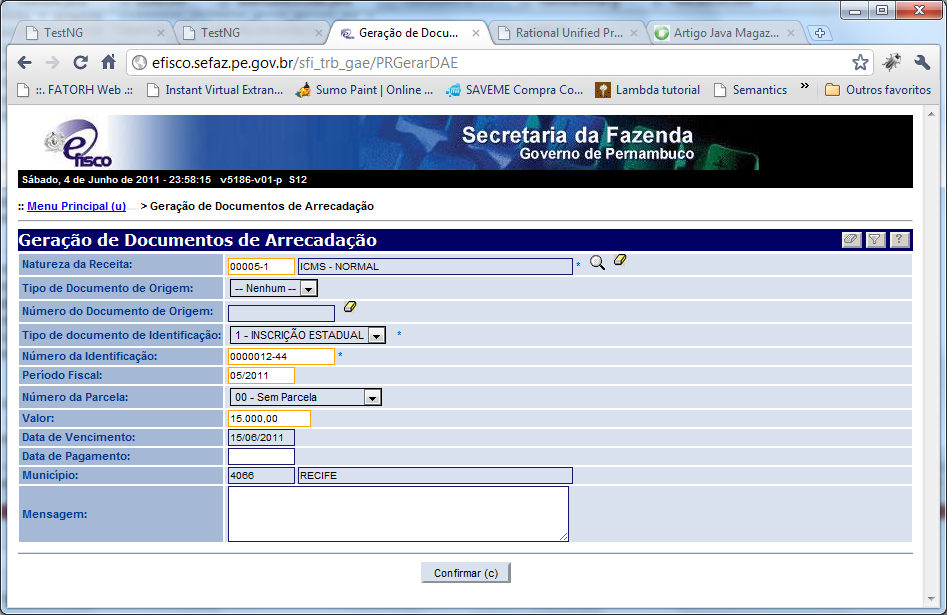 TestNG
TestNG
Geração de Docu...
Rational Unified Pr...
Artigo Java Magaz...
efisco.sefaz.pe.gov.br/sfi_trb_gae/PRGerarDAE
::. FATORH Web .::
Instant Virtual Extran...
Sumo Paint | Online ...
SAVEME Compra Co...
Lambda tutorial
Semantics
»
Outros favoritos
efisco
Secretaria da Fazenda
Governo de Pernambuco
Sábado, 4 de Junho de 2011 - 23:58:15 v5186-v01-p S12
:: Menu Principal (u) > Geração de Documentos de Arrecadação
Geração de Documentos de Arrecadação ?
Natureza da Receita: 00005-1 ICMS - NORMAL *
Tipo de Documento de Origem: -- Nenhum --
Número do Documento de Origem:
Tipo de documento de Identificação: 1 - INSCRIÇÃO ESTADUAL *
Número da Identificação: 0000012-44 *
Período Fiscal: 05/2011
Número da Parcela: 00 - Sem Parcela
Valor: 15.000,00
Data de Vencimento: 15/06/2011
Data de Pagamento:
Município: 4066 RECIFE
Mensagem:
Confirmar (c)